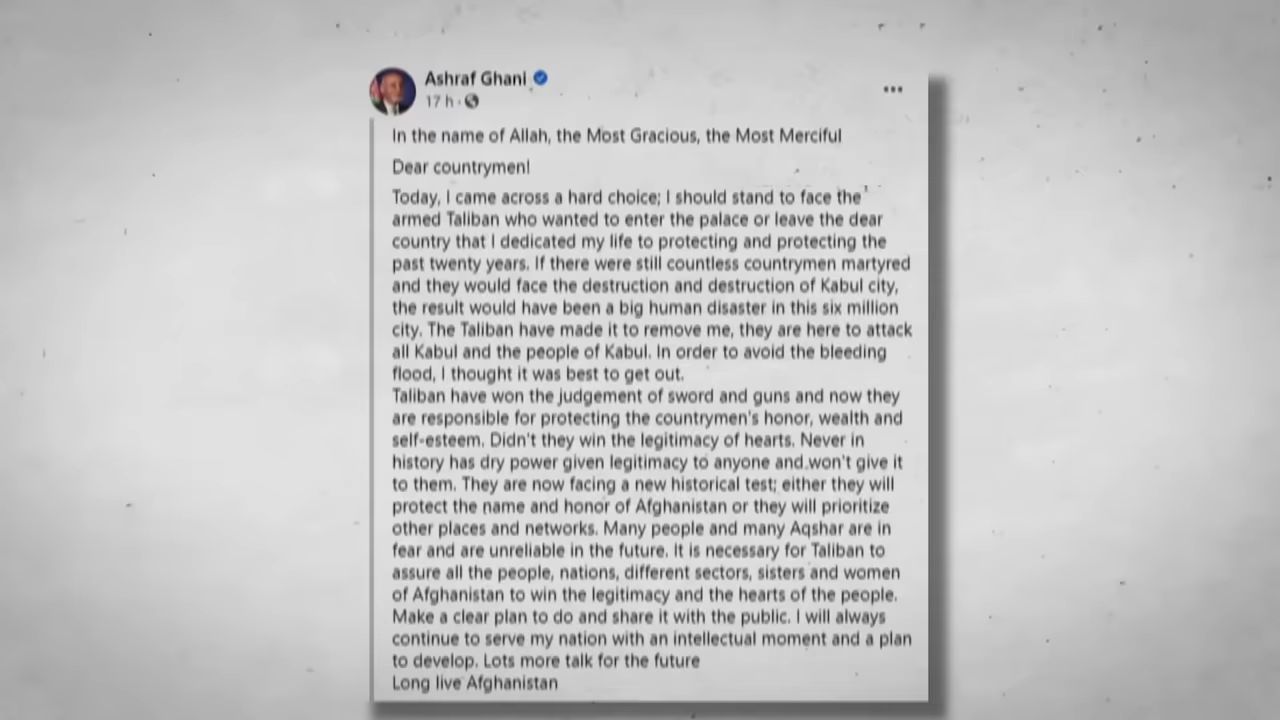 Ashraf Ghani
17 h ·
In the name of Allah, the Most Gracious, the Most Merciful
Dear countrymen!
Today, I came across a hard choice; I should stand to face the
armed Taliban who wanted to enter the palace or leave the dear
country that I dedicated my life to protecting and protecting the
past twenty years. If there were still countless countrymen martyred
and they would face the destruction and destruction of Kabul city,
the result would have been a big human disaster in this six million
city. The Taliban have made it to remove me, they are here to attack
all Kabul and the people of Kabul. In order to avoid the bleeding
flood, I thought it was best to get out.
Taliban have won the judgement of sword and guns and now they
are responsible for protecting the countrymen's honor, wealth and
self-esteem. Didn't they win the legitimacy of hearts. Never in
history has dry power given legitimacy to anyone and won't give it
to them. They are now facing a new historical test; either they will
protect the name and honor of Afghanistan or they will prioritize
other places and networks. Many people and many Aqshar are in
fear and are unreliable in the future. It is necessary for Taliban to
assure all the people, nations, different sectors, sisters and women
of Afghanistan to win the legitimacy and the hearts of the people.
Make a clear plan to do and share it with the public. I will always
continue to serve my nation with an intellectual moment and a plan
to develop. Lots more talk for the future
Long live Afghanistan